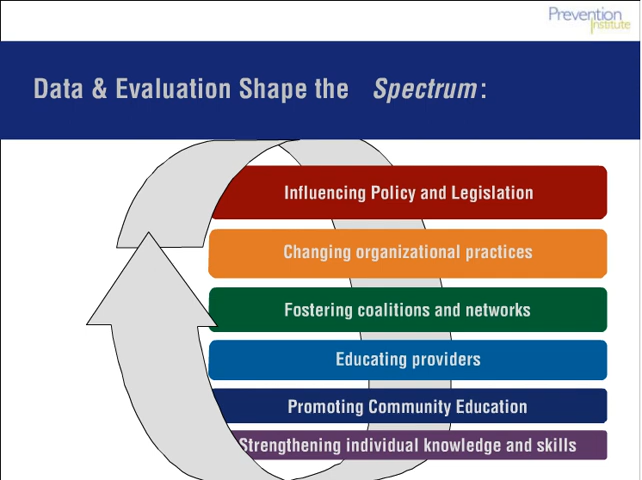 Prevention
Institute
Data & Evaluation Shape the Spectrum:
Influencing Policy and Legislation
Changing organizational practices
Fostering coalitions and networks
Educating providers
Promoting Community Education
Strengthening individual knowledge and skills